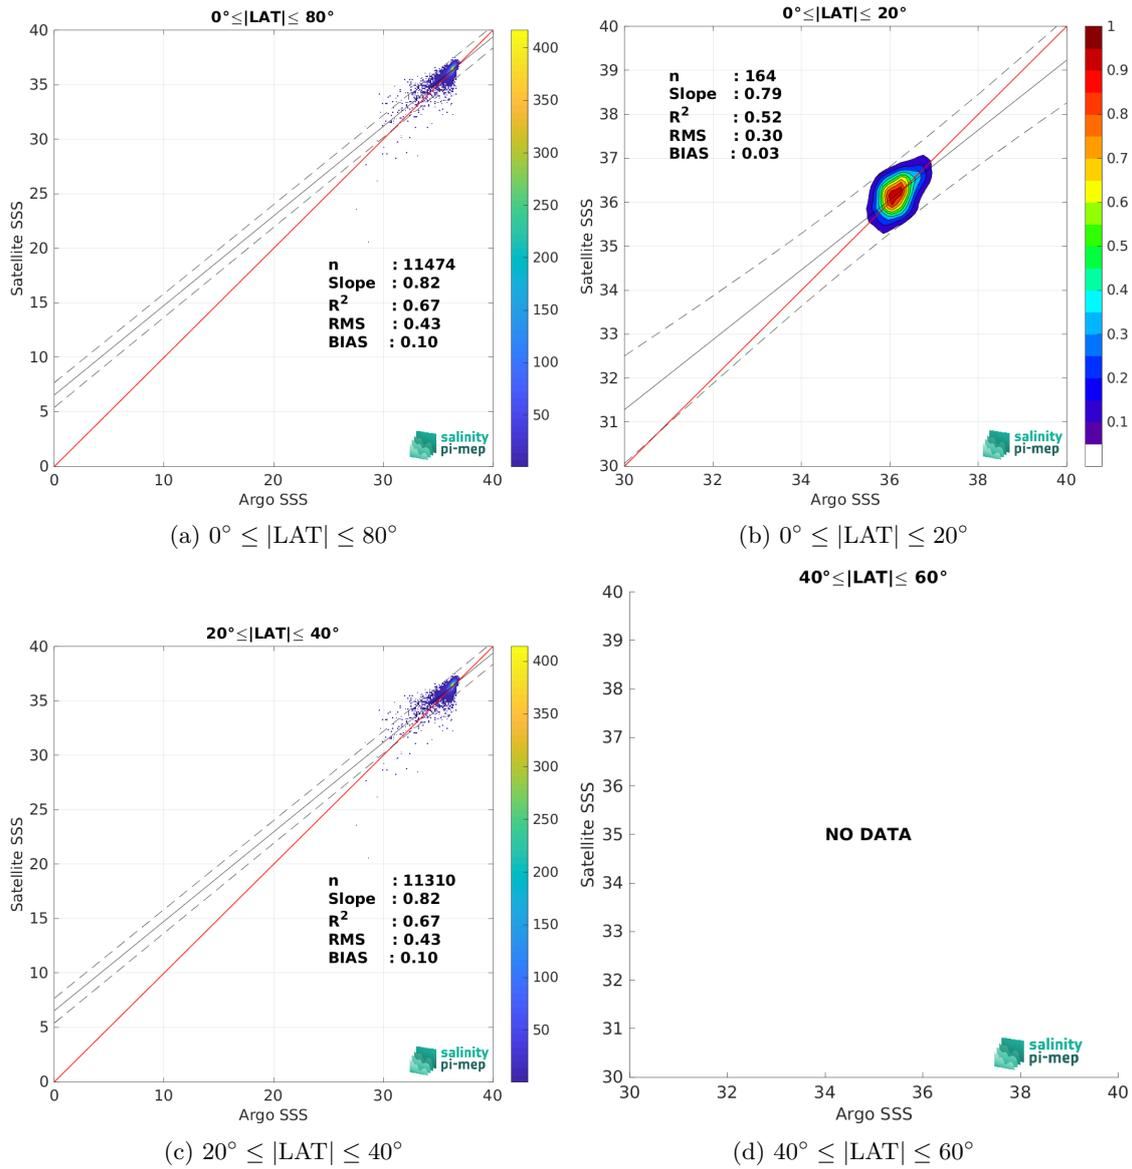 0°≤|LAT|≤ 80°
Satellite SSS
40
35
30
25
20
15
10
5
0
n : 11474
Slope : 0.82
R² : 0.67
RMS : 0.43
BIAS : 0.10
salinity
pi-mep
0 10 20 30 40
Argo SSS
400
350
300
250
200
150
100
50
(a) 0° ≤ |LAT| ≤ 80°
0°≤|LAT|≤ 20°
Satellite SSS
40
39
38
37
36
35
34
33
32
31
30
n : 164
Slope : 0.79
R² : 0.52
RMS : 0.30
BIAS : 0.03
salinity
pi-mep
30 32 34 36 38 40
Argo SSS
1
0.9
0.8
0.7
0.6
0.5
0.4
0.3
0.2
0.1
(b) 0° ≤ |LAT| ≤ 20°
20°≤|LAT|≤ 40°
Satellite SSS
40
35
30
25
20
15
10
5
0
n : 11310
Slope : 0.82
R² : 0.67
RMS : 0.43
BIAS : 0.10
salinity
pi-mep
0 10 20 30 40
Argo SSS
400
350
300
250
200
150
100
50
(c) 20° ≤ |LAT| ≤ 40°
40°≤|LAT|≤ 60°
Satellite SSS
40
39
38
37
36
35
34
33
32
31
30
NO DATA
salinity
pi-mep
30 32 34 36 38 40
Argo SSS
(d) 40° ≤ |LAT| ≤ 60°